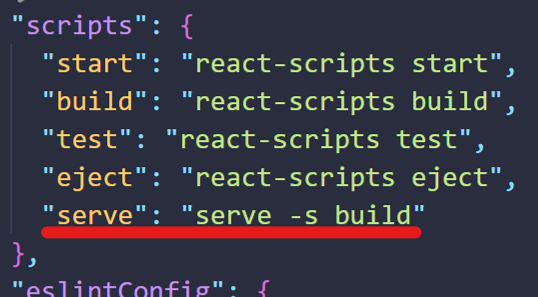 "scripts": {
"start": "react-scripts start",
"build": "react-scripts build",
"test": "react-scripts test",
"eject": "react-scripts eject",
"serve": "serve -s build"
},
"eslintConfig": {